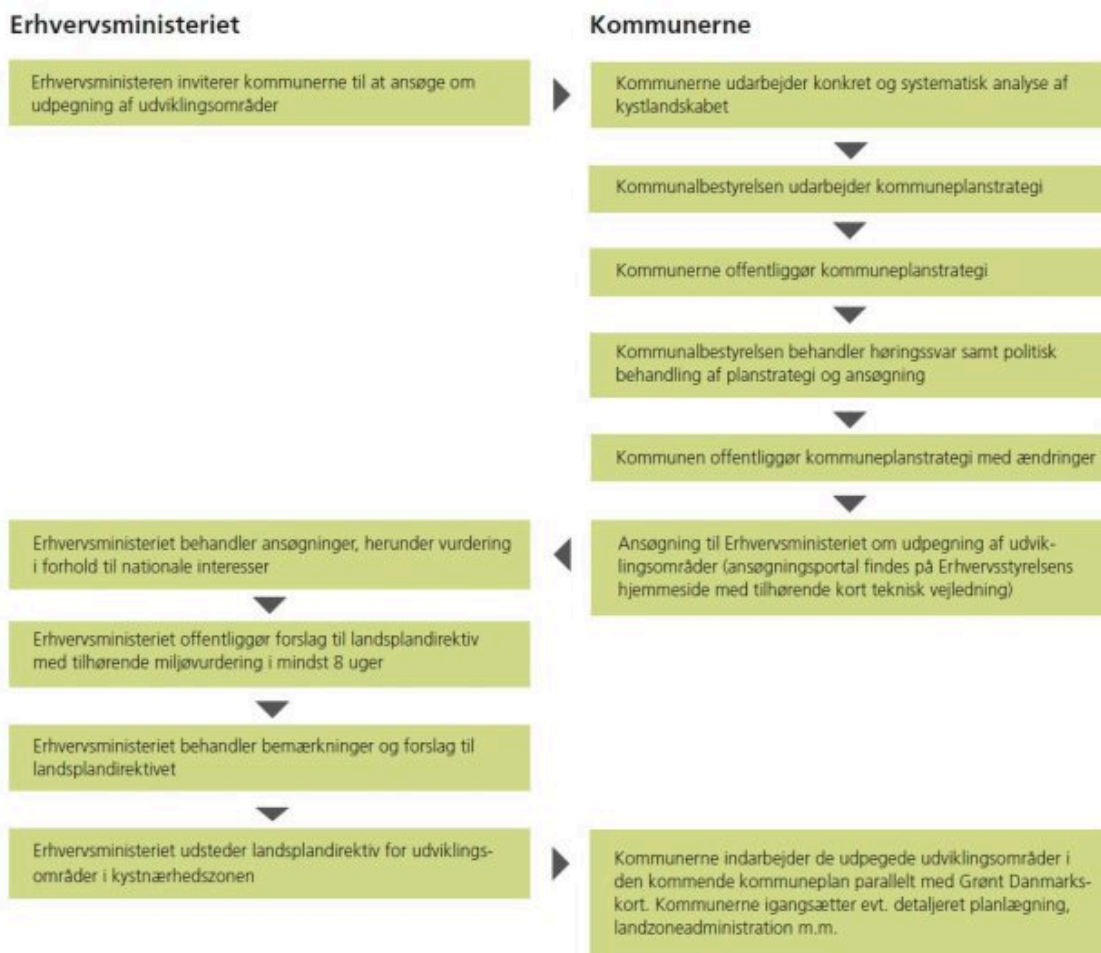 Erhvervsministeriet
Erhvervsministeren inviterer kommunerne til at ansøge om
udpegning af udviklingsområder
Kommunerne
Kommunerne udarbejder konkret og systematisk analyse af
kystlandskabet
Kommunalbestyrelsen udarbejder kommuneplanstrategi
Kommunerne offentliggør kommuneplanstrategi
Kommunalbestyrelsen behandler høringssvar samt politisk
behandling af planstrategi og ansøgning
Kommunen offentliggør kommuneplanstrategi med ændringer
Ansøgning til Erhvervsministeriet om udpegning af udvik-
lingsområder (ansøgningsportal findes på Erhvervsstyrelsens
hjemmeside med tilhørende kort teknisk vejledning)
Erhvervsministeriet behandler ansøgninger, herunder vurdering
i forhold til nationale interesser
Erhvervsministeriet offentliggør forslag til landsplandirektiv
med tilhørende miljøvurdering i mindst 8 uger
Erhvervsministeriet behandler bemærkninger og forslag til
landsplandirektivet
Erhvervsministeriet udsteder landsplandirektiv for udviklings-
områder i kystnærhedszonen
Kommunerne indarbejder de udpegede udviklingsområder i
den kommende kommuneplan parallelt med Grønt Danmarks-
kort. Kommunerne igangsætter evt. detaljeret planlægning,
landzoneadministration m.m.